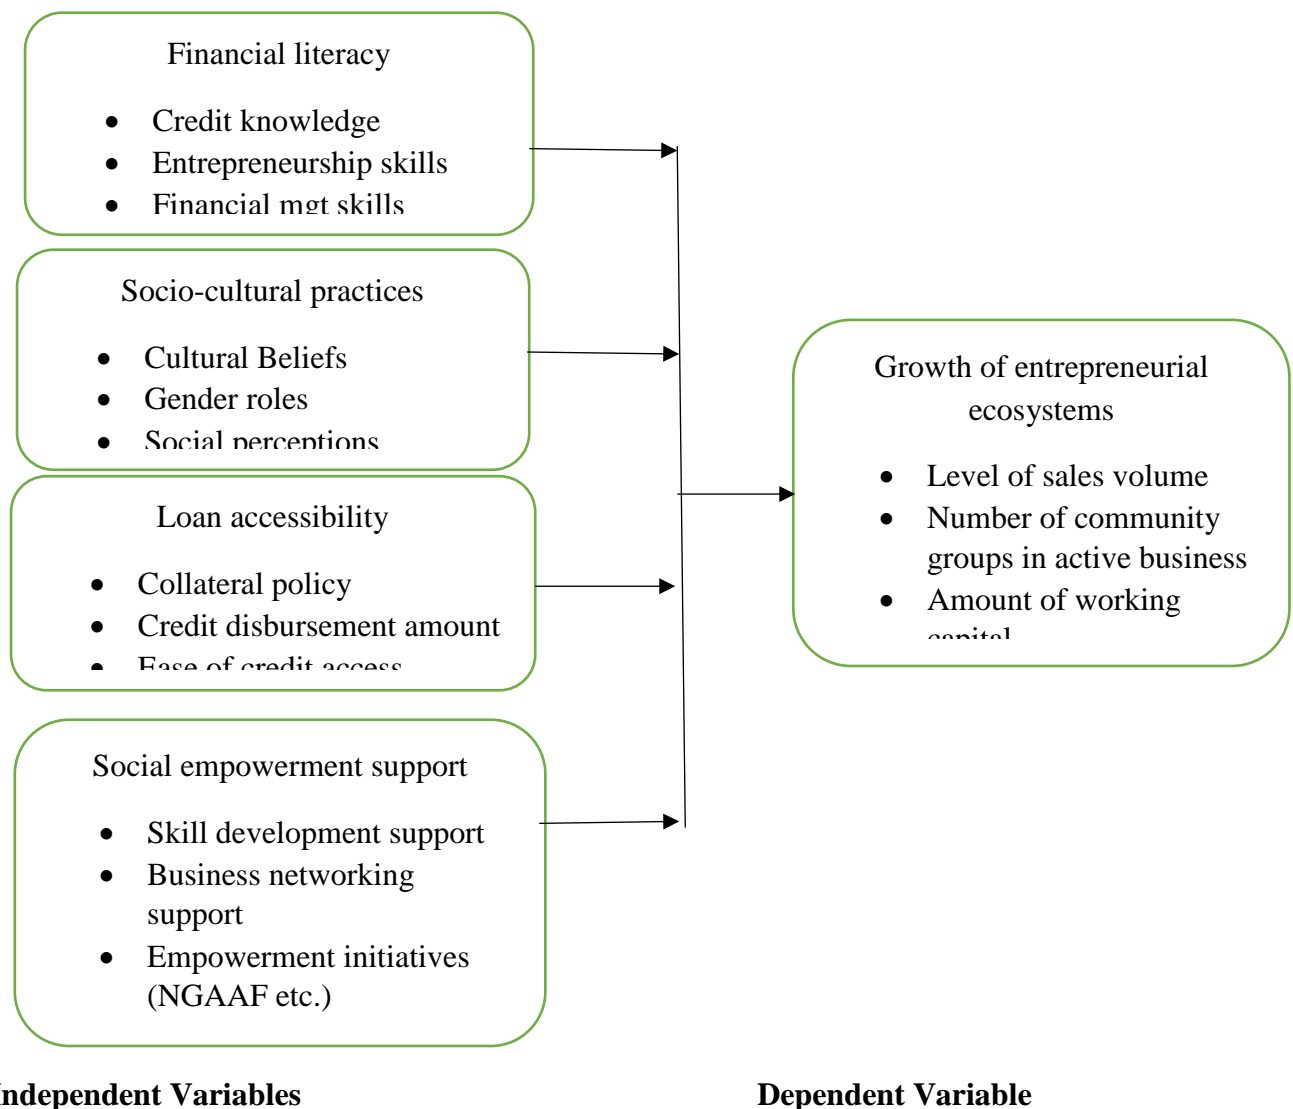 Financial literacy
• Credit knowledge
• Entrepreneurship skills
• Financial mgt skills
Socio-cultural practices
• Cultural Beliefs
• Gender roles
• Social perceptions
Loan accessibility
• Collateral policy
• Credit disbursement amount
• Ease of credit access
Social empowerment support
• Skill development support
• Business networking
support
• Empowerment initiatives
(NGAAF etc.)
Growth of entrepreneurial
ecosystems
• Level of sales volume
• Number of community
groups in active business
• Amount of working
capital
Independent Variables
Dependent Variable